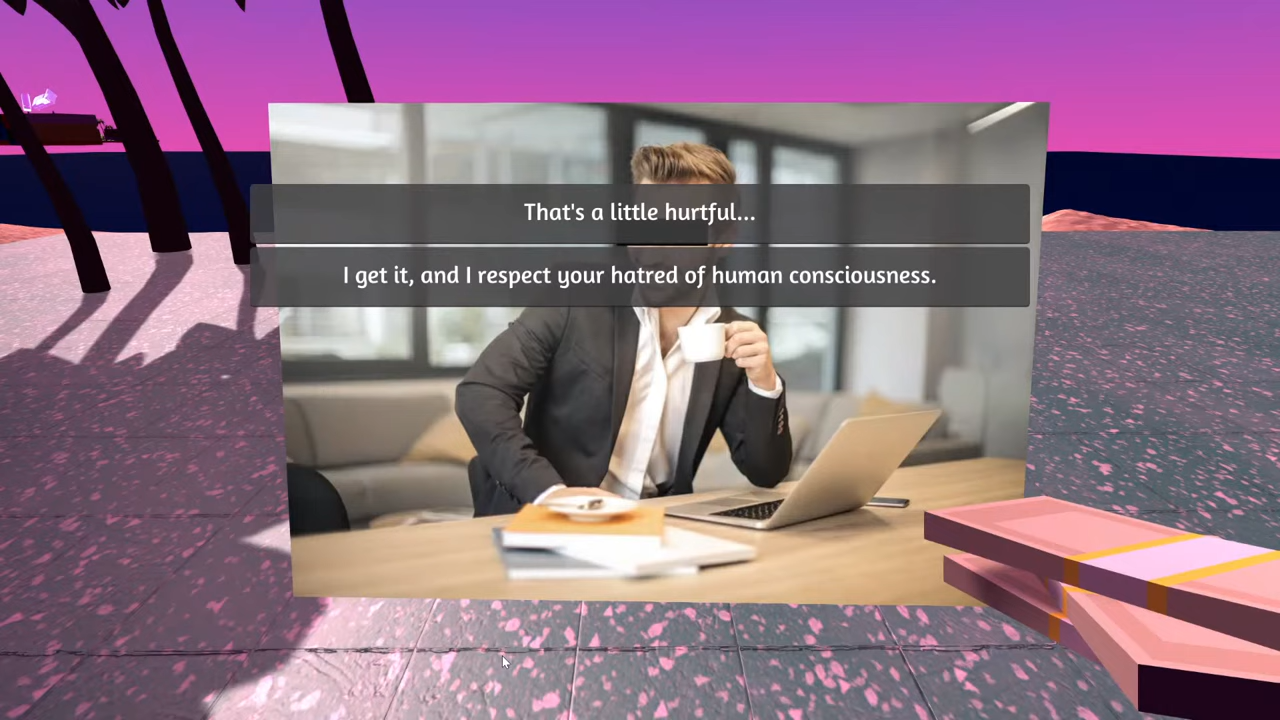 That's a little hurtful...
I get it, and I respect your hatred of human consciousness.